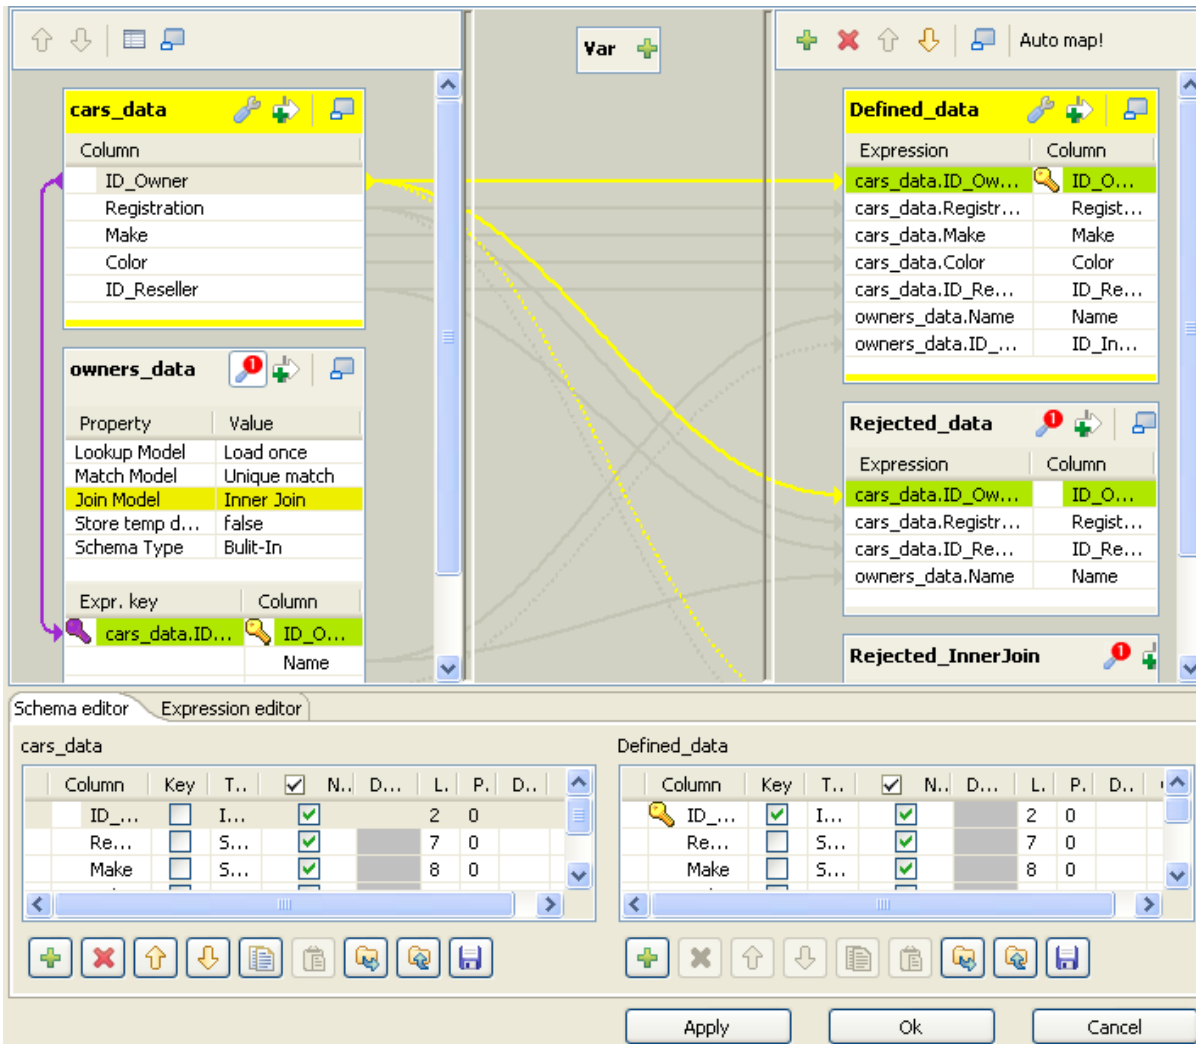 Var
Auto map!
cars_data
Column
ID_Owner
Registration
Make
Color
ID_Reseller
owners_data
Property Value
Lookup Model Load once
Match Model Unique match
Join Model Inner Join
Store temp d... false
Schema Type Bulit-In
Expr. key Column
cars_data.ID... ID_O...
Name
Defined_data
Expression Column
cars_data.ID_Ow... ID_O...
cars_data.Registr... Regist...
cars_data.Make Make
cars_data.Color Color
cars_data.ID_Re... ID_Re...
owners_data.Name Name
owners_data.ID_... ID_In...
Rejected_data
Expression Column
cars_data.ID_Ow... ID_O...
cars_data.Registr... Regist...
cars_data.ID_Re... ID_Re...
owners_data.Name Name
Rejected_InnerJoin
Schema editor Expression editor
cars_data
Column Key T.. N.. D... L. P. D..
ID_... I... 2 0
Re... S... 7 0
Make S... 8 0
Defined_data
Column Key T.. N.. D... L. P. D..
ID_... I... 2 0
Re... S... 7 0
Make S... 8 0
Apply Ok Cancel